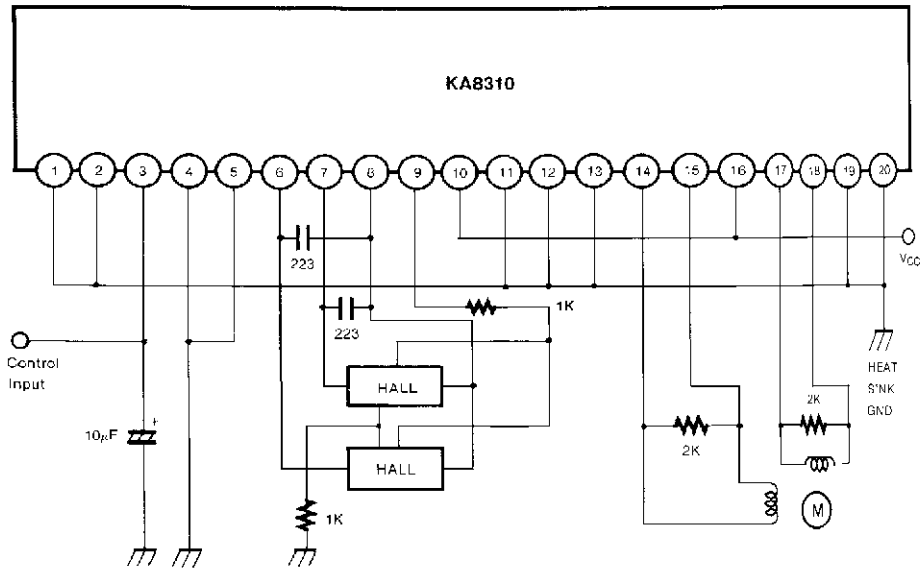 KA8310
1 2 3 4 5 6 7 8 9 10 11 12 13 14 15 16 17 18 19 20
223
VCC
223
1K
Control
Input
HALL
HEAT
SINK
GND
2K
10μF
+
2K
HALL
1K
M